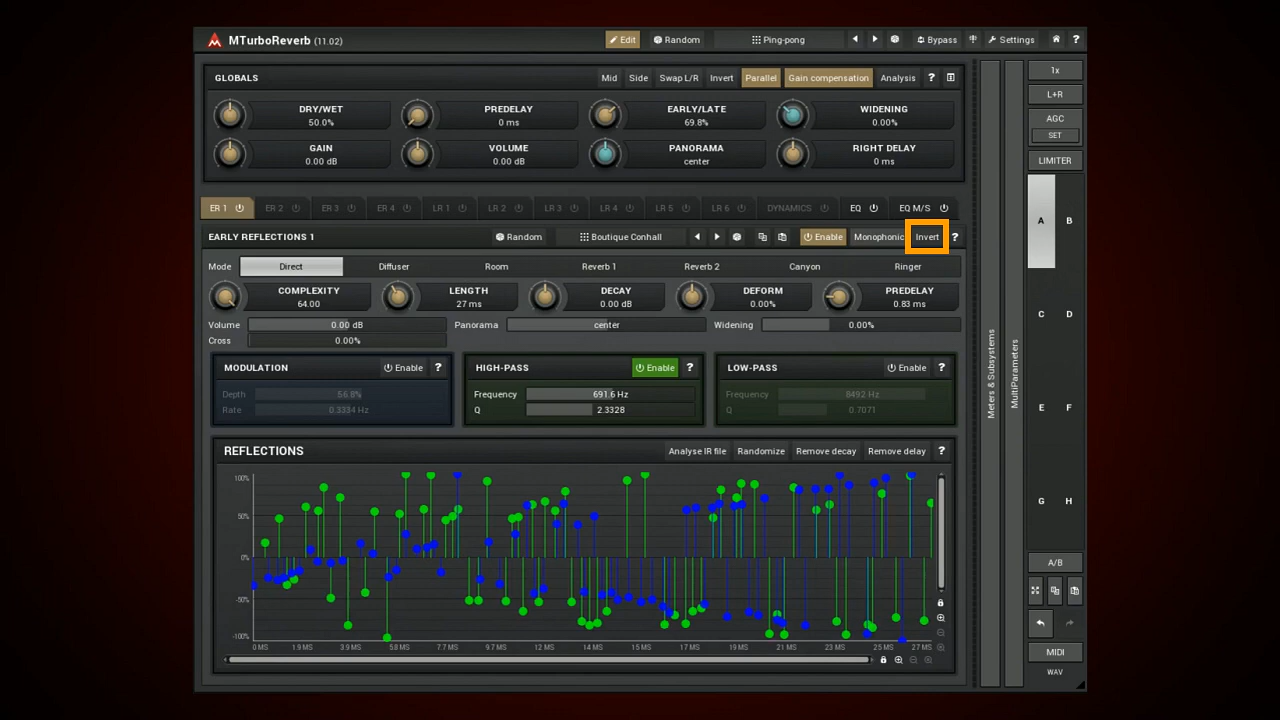 MTurboReverb (11.02) Edit Random Ping-pong Bypass Settings ?
GLOBALS Mid Side Swap L/R Invert Parallel Gain compensation Analysis ?
DRY/WET PREDELAY EARLY/LATE WIDENING
50.0% 0 ms 69.8% 0.00%
GAIN VOLUME PANORAMA RIGHT DELAY
0.00 dB 0.00 dB center 0 ms
ER 1 ER 2 ER 3 ER 4 LR 1 LR 2 LR 3 LR 4 LR 5 LR 6 DYNAMICS EQ EQ M/S
EARLY REFLECTIONS 1 Random Boutique Conhall Enable Monophonic Invert ?
Mode Direct Diffuser Room Reverb 1 Reverb 2 Canyon Ringer
COMPLEXITY LENGTH DECAY DEFORM PREDELAY
64.00 27 ms 0.00 dB 0.00% 0.83 ms
Volume 0.00 dB Panorama center Widening 0.00%
Cross 0.00%
MODULATION Enable ? HIGH-PASS Enable ? LOW-PASS Enable ?
Depth 56.8% Frequency 691.6 Hz Frequency 8492 Hz
Rate 0.3334 Hz Q 2.3328 Q 0.7071
REFLECTIONS Analyse IR file Randomize Remove decay Remove delay ?
100%
50%
0%
-50%
-100%
0 MS 1.9 MS 3.9 MS 5.8 MS 7.7 MS 9.7 MS 12 MS 14 MS 15 MS 17 MS 19 MS 21 MS 23 MS 25 MS 27 MS
Meters & Subsystems
MultiParameters
1x
L+R
AGC
SET
LIMITER
A B
C D
E F
G H
A/B
MIDI
WAV